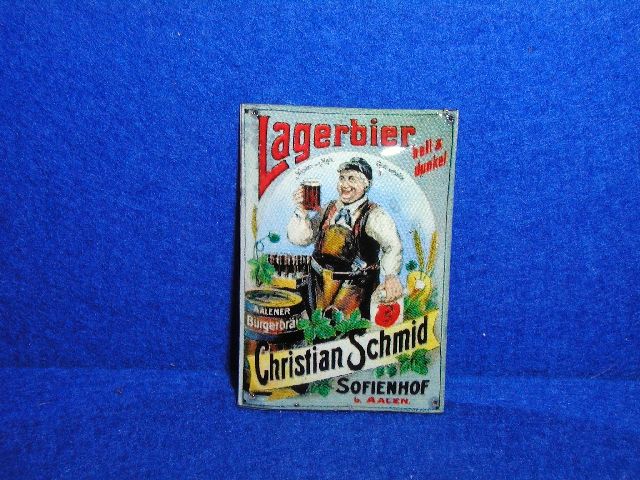 Lagerbier
hell &
dunkel
AALENER
Bürgerbräu
Christian Schmid
SOFIENHOF
b. AALEN.